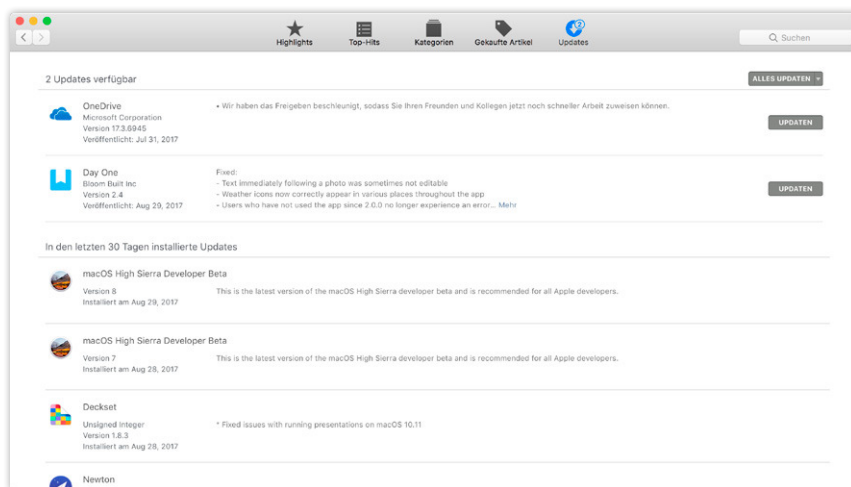 2
Highlights
Top-Hits
Kategorien
Gekaufte Artikel
Updates
Suchen
2 Updates verfügbar
ALLES UPDATEN
OneDrive
Microsoft Corporation
Version 17.3.6945
Veröffentlicht: Jul 31, 2017
• Wir haben das Freigeben beschleunigt, sodass Sie Ihren Freunden und Kollegen jetzt noch schneller Arbeit zuweisen können.
UPDATEN
Day One
Bloom Built Inc
Version 2.4
Veröffentlicht: Aug 29, 2017
Fixed:
- Text immediately following a photo was sometimes not editable
- Weather icons now correctly appear in various places throughout the app
- Users who have not used the app since 2.0.0 no longer experience an error... Mehr
UPDATEN
In den letzten 30 Tagen installierte Updates
macOS High Sierra Developer Beta
Version 8
Installiert am Aug 29, 2017
This is the latest version of the macOS High Sierra developer beta and is recommended for all Apple developers.
macOS High Sierra Developer Beta
Version 7
Installiert am Aug 28, 2017
This is the latest version of the macOS High Sierra developer beta and is recommended for all Apple developers.
Deckset
Unsigned Integer
Version 1.8.3
Installiert am Aug 28, 2017
* Fixed issues with running presentations on macOS 10.11
Newton